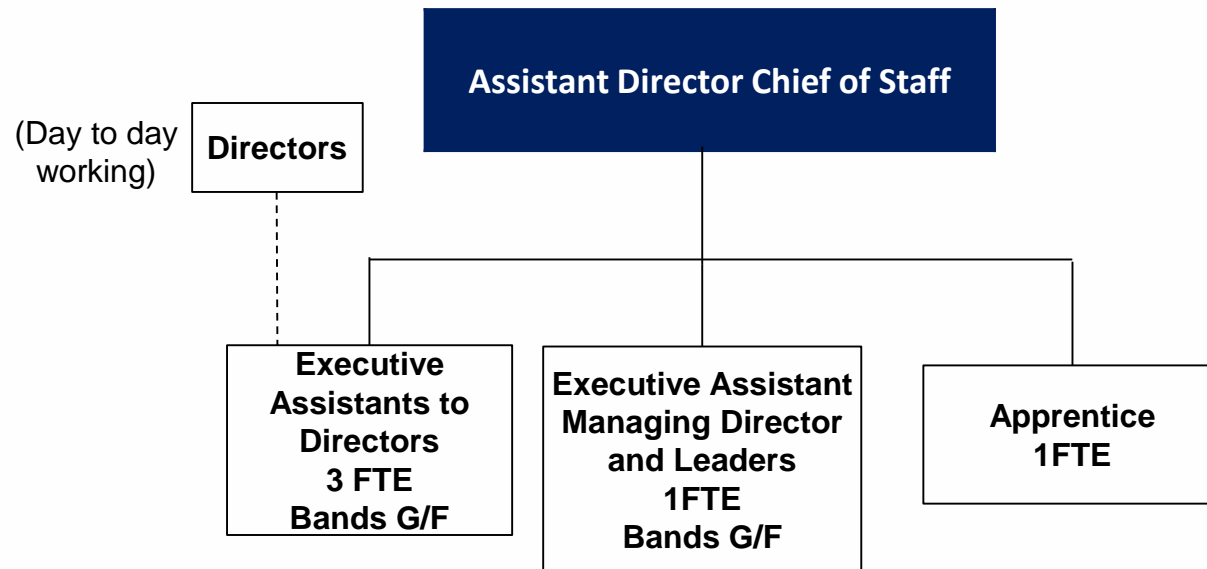 Assistant Director Chief of Staff
(Day to day
working)
Directors
Executive
Assistants to
Directors
3 FTE
Bands G/F
Executive Assistant
Managing Director
and Leaders
1FTE
Bands G/F
Apprentice
1FTE